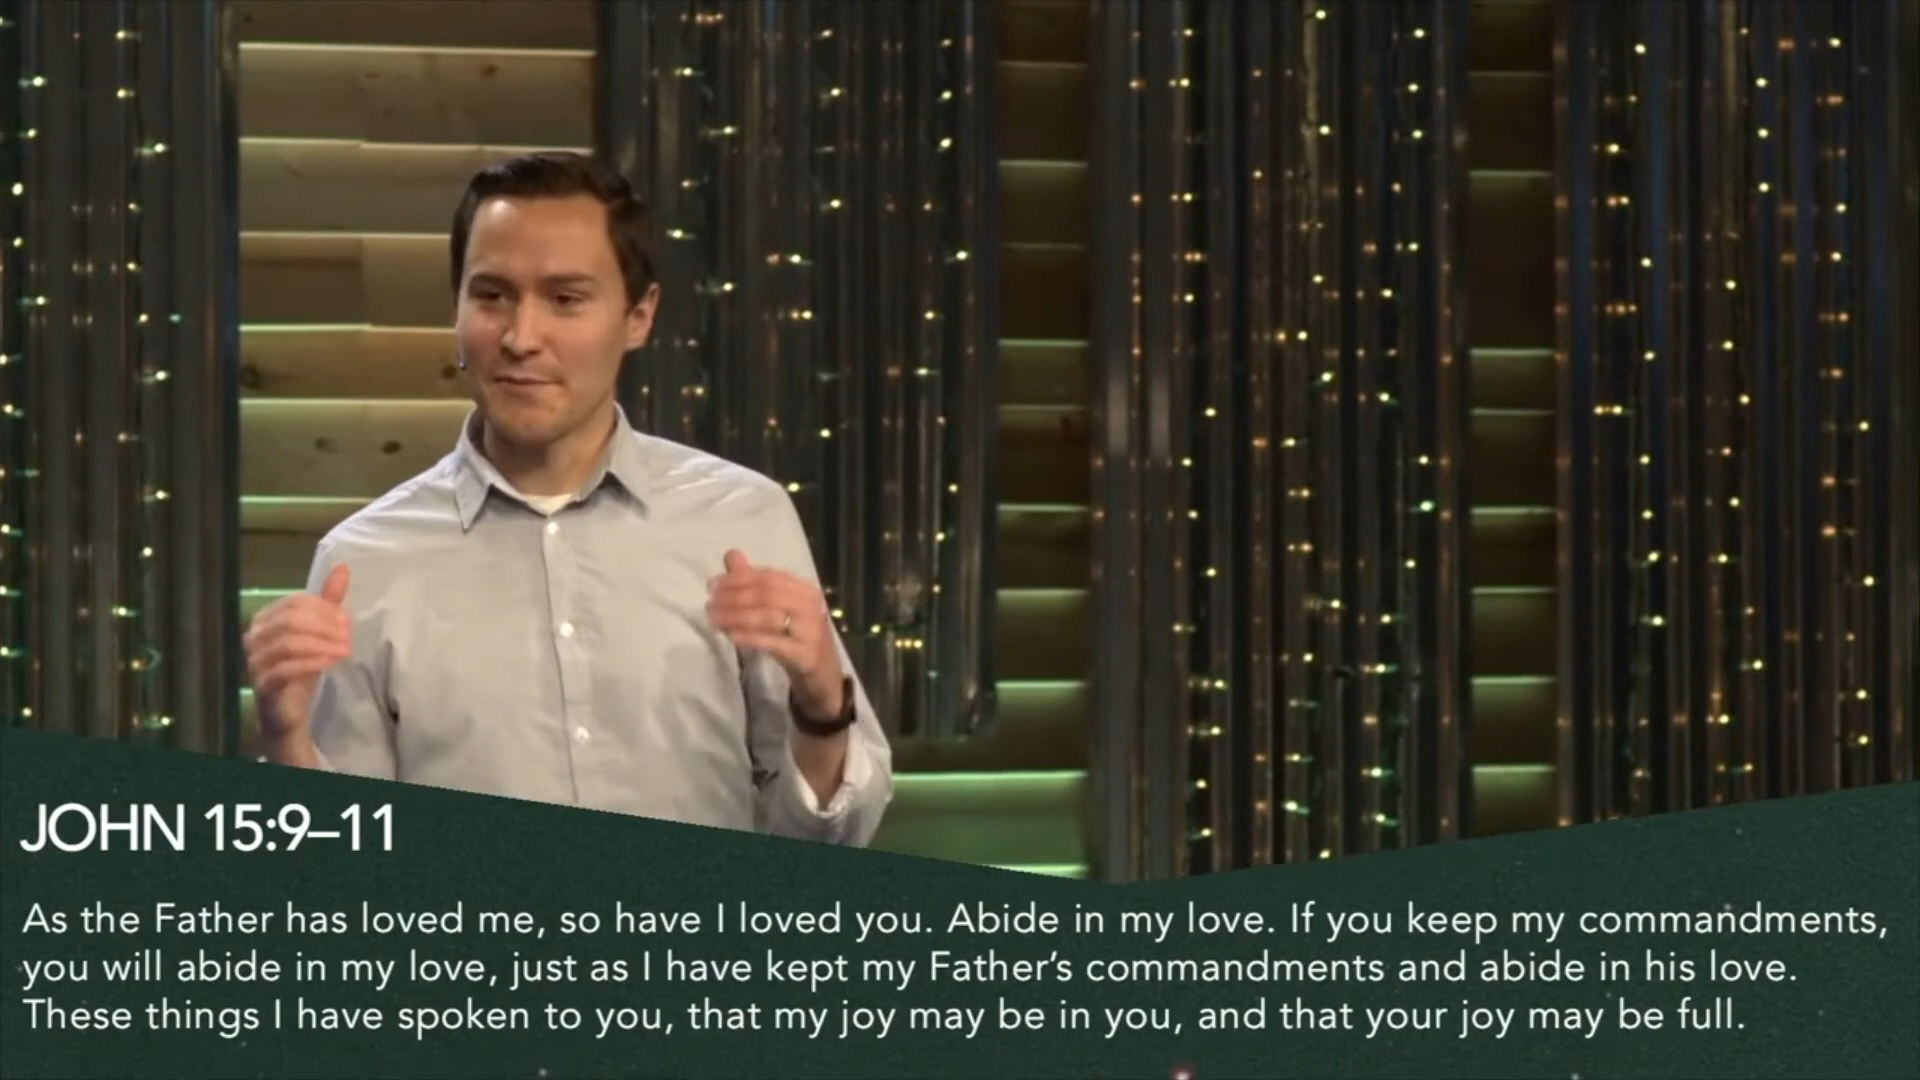 JOHN 15:9–11
As the Father has loved me, so have I loved you. Abide in my love. If you keep my commandments,
you will abide in my love, just as I have kept my Father’s commandments and abide in his love.
These things I have spoken to you, that my joy may be in you, and that your joy may be full.